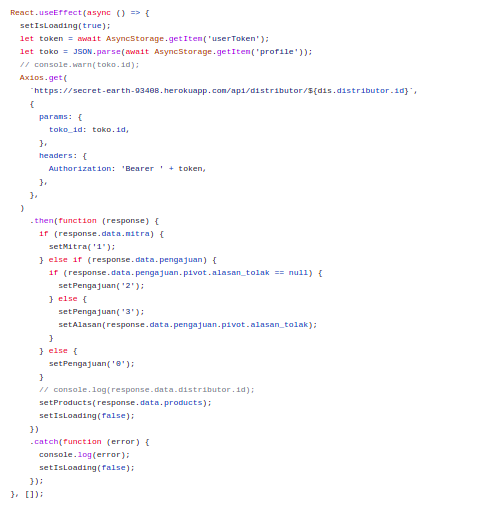 React.useEffect(async () => {
  setIsLoading(true);
  let token = await AsyncStorage.getItem('userToken');
  let toko = JSON.parse(await AsyncStorage.getItem('profile'));
  // console.warn(toko.id);
  Axios.get(
    `https://secret-earth-93408.herokuapp.com/api/distributor/${dis.distributor.id}`,
    {
      params: {
        toko_id: toko.id,
      },
      headers: {
        Authorization: 'Bearer ' + token,
      },
    },
  )
    .then(function (response) {
      if (response.data.mitra) {
        setMitra('1');
      } else if (response.data.pengajuan) {
        if (response.data.pengajuan.pivot.alasan_tolak == null) {
          setPengajuan('2');
        } else {
          setPengajuan('3');
          setAlasan(response.data.pengajuan.pivot.alasan_tolak);
        }
      } else {
        setPengajuan('0');
      }
      // console.log(response.data.distributor.id);
      setProducts(response.data.products);
      setIsLoading(false);
    })
    .catch(function (error) {
      console.log(error);
      setIsLoading(false);
    });
}, []);